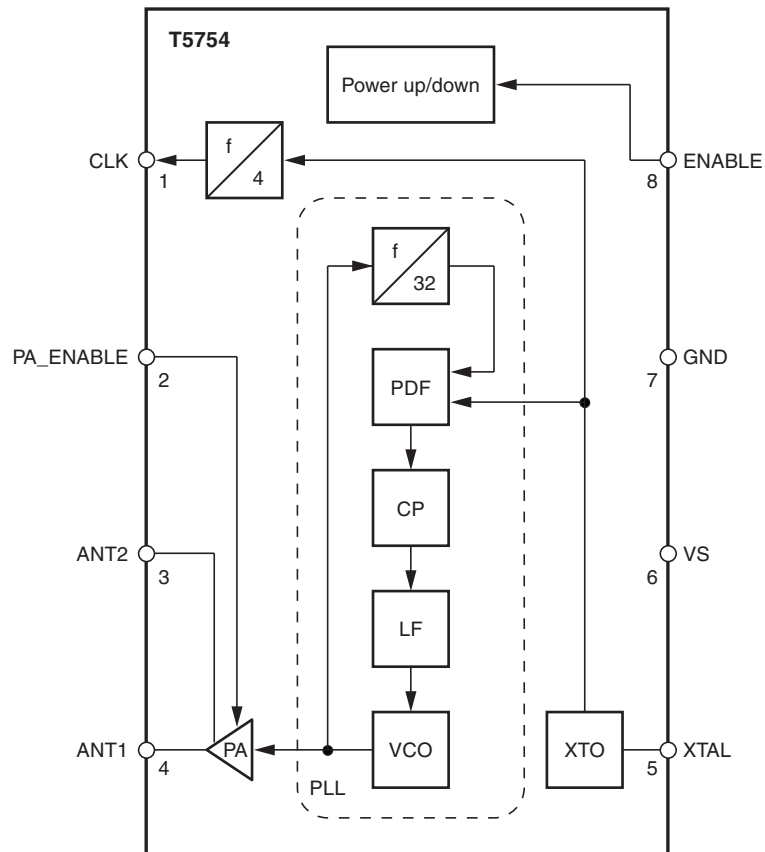 T5754
Power up/down
CLK
1
f
4
ENABLE
8
f
32
PA_ENABLE
2
PDF
GND
7
CP
ANT2
3
VS
6
LF
ANT1
4
PA
VCO
XTO
XTAL
5
PLL